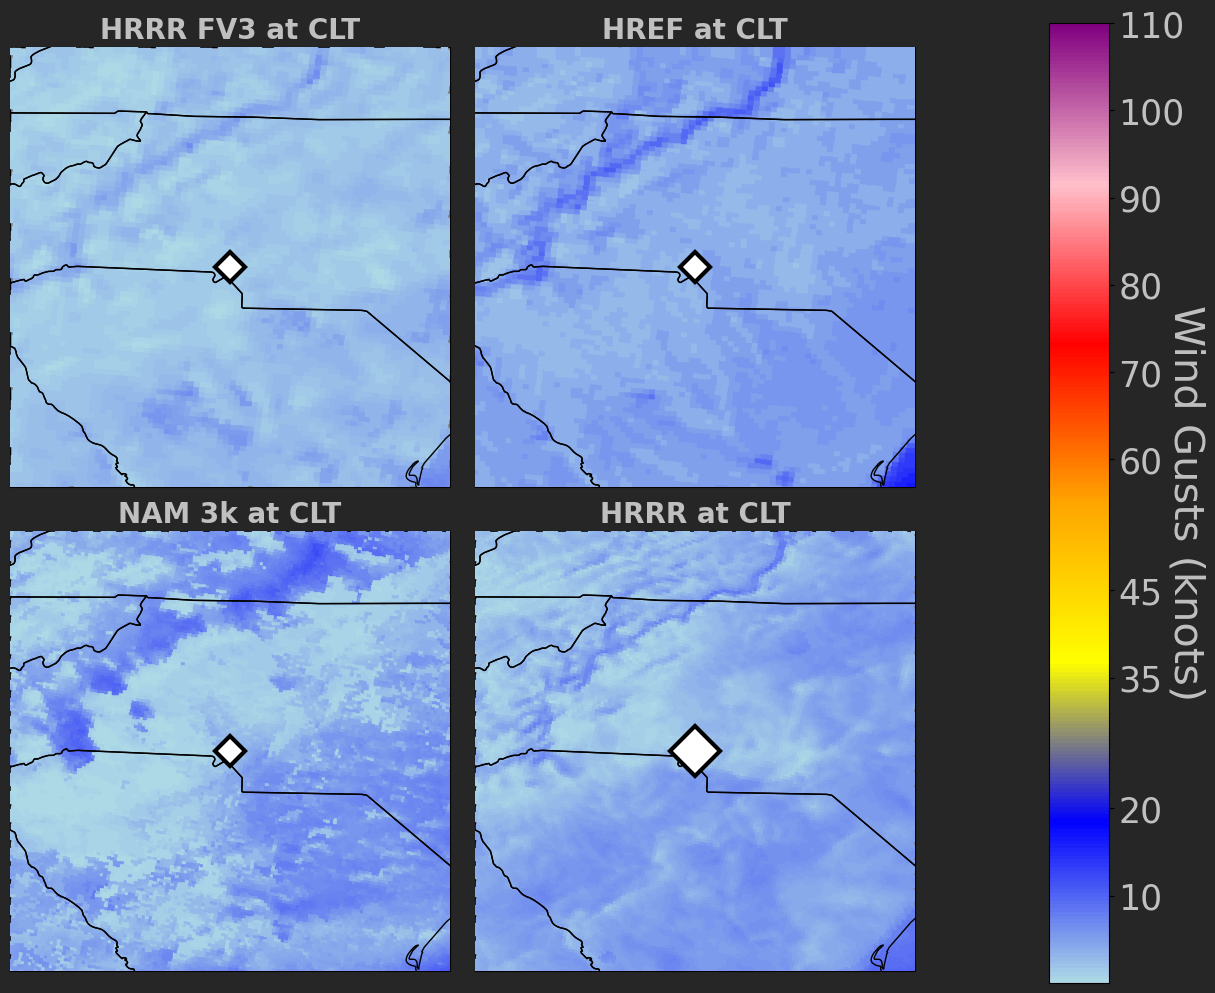 HRRR FV3 at CLT
HREF at CLT
NAM 3k at CLT
HRRR at CLT
110
100
90
80
70
60
45
35
20
10
Wind Gusts (knots)